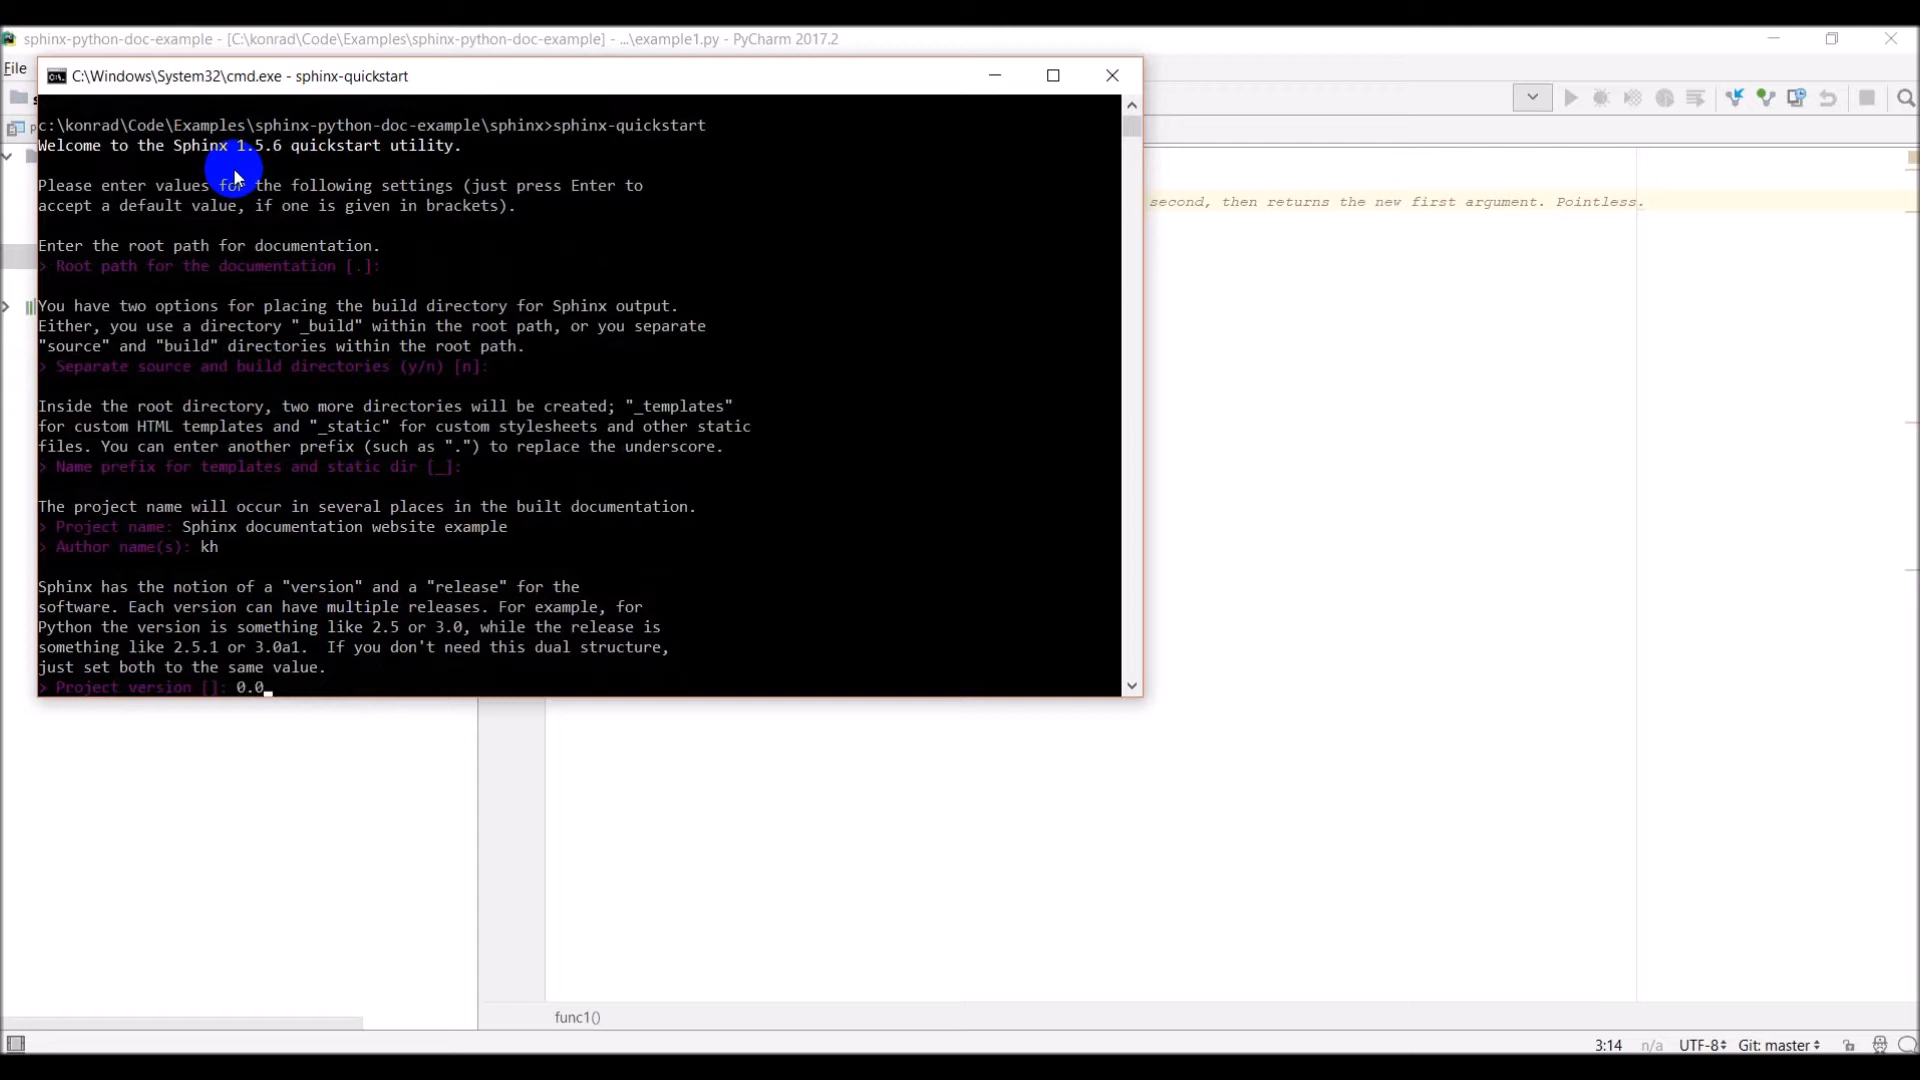 sphinx-python-doc-example - [C:\konrad\Code\Examples\sphinx-python-doc-example] - ...\example1.py - PyCharm 2017.2
File
C:\Windows\System32\cmd.exe - sphinx-quickstart
c:\konrad\Code\Examples\sphinx-python-doc-example\sphinx>sphinx-quickstart
Welcome to the Sphinx 1.5.6 quickstart utility.
Please enter values for the following settings (just press Enter to
accept a default value, if one is given in brackets).
second, then returns the new first argument. Pointless.
Enter the root path for documentation.
> Root path for the documentation [.]:
You have two options for placing the build directory for Sphinx output.
Either, you use a directory "_build" within the root path, or you separate
"source" and "build" directories within the root path.
> Separate source and build directories (y/n) [n]:
Inside the root directory, two more directories will be created; "_templates"
for custom HTML templates and "_static" for custom stylesheets and other static
files. You can enter another prefix (such as ".") to replace the underscore.
> Name prefix for templates and static dir [_]:
The project name will occur in several places in the built documentation.
> Project name: Sphinx documentation website example
> Author name(s): kh
Sphinx has the notion of a "version" and a "release" for the
software. Each version can have multiple releases. For example, for
Python the version is something like 2.5 or 3.0, while the release is
something like 2.5.1 or 3.0a1.  If you don't need this dual structure,
just set both to the same value.
> Project version []: 0.0
func1()
3:14 n/a UTF-8 Git: master